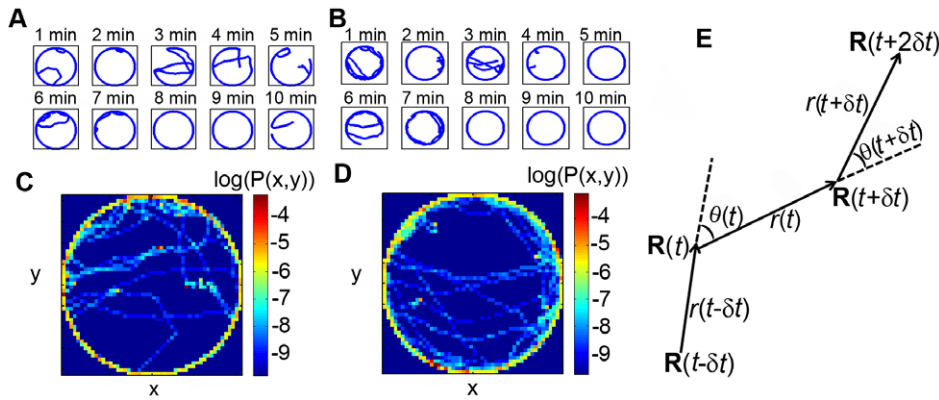 A
1 min 2 min 3 min 4 min 5 min
6 min 7 min 8 min 9 min 10 min
B
1 min 2 min 3 min 4 min 5 min
6 min 7 min 8 min 9 min 10 min
C
log(P(x,y))
y
x
-4
-5
-6
-7
-8
-9
D
log(P(x,y))
y
x
-4
-5
-6
-7
-8
-9
E
R(t+2δt)
r(t+δt)
θ(t+δt)
R(t+δt)
θ(t)
r(t)
R(t)
r(t-δt)
R(t-δt)